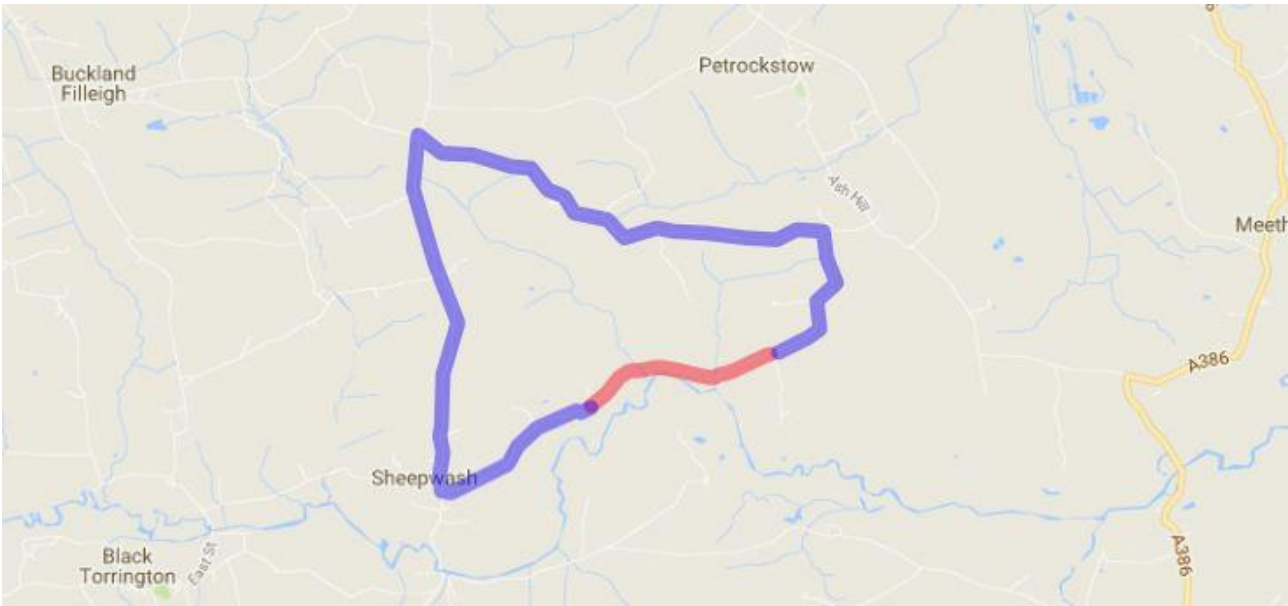 Buckland
Filleigh
Petrockstow
Ash Hill
Meeth
A386
Sheepwash
Black
Torrington
East St
A386